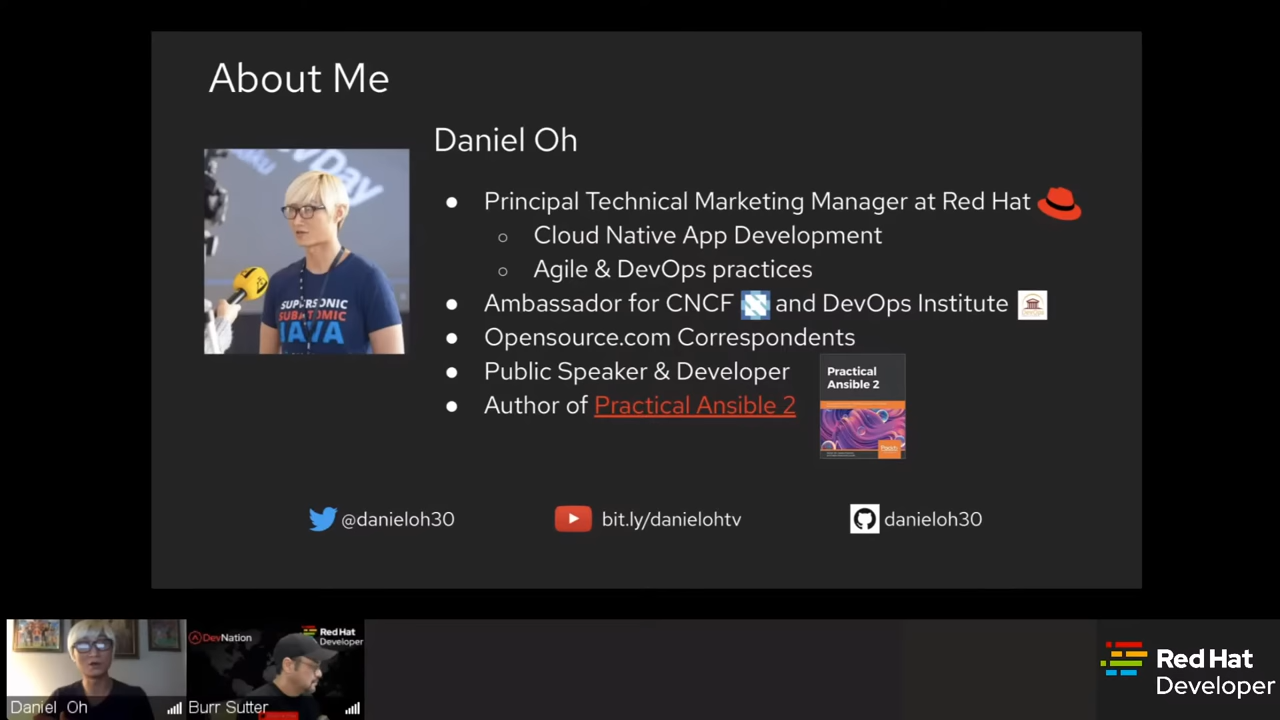 About Me
Daniel Oh
Principal Technical Marketing Manager at Red Hat
Cloud Native App Development
Agile & DevOps practices
Ambassador for CNCF and DevOps Institute
Opensource.com Correspondents
Public Speaker & Developer
Author of Practical Ansible 2
Practical
Ansible 2
SUPERSONIC
SUBATOMIC
JAVA
@danieloh30
bit.ly/danielohtv
danieloh30
DevNation
Red Hat
Developer
Daniel Oh
Burr Sutter
Red Hat
Developer